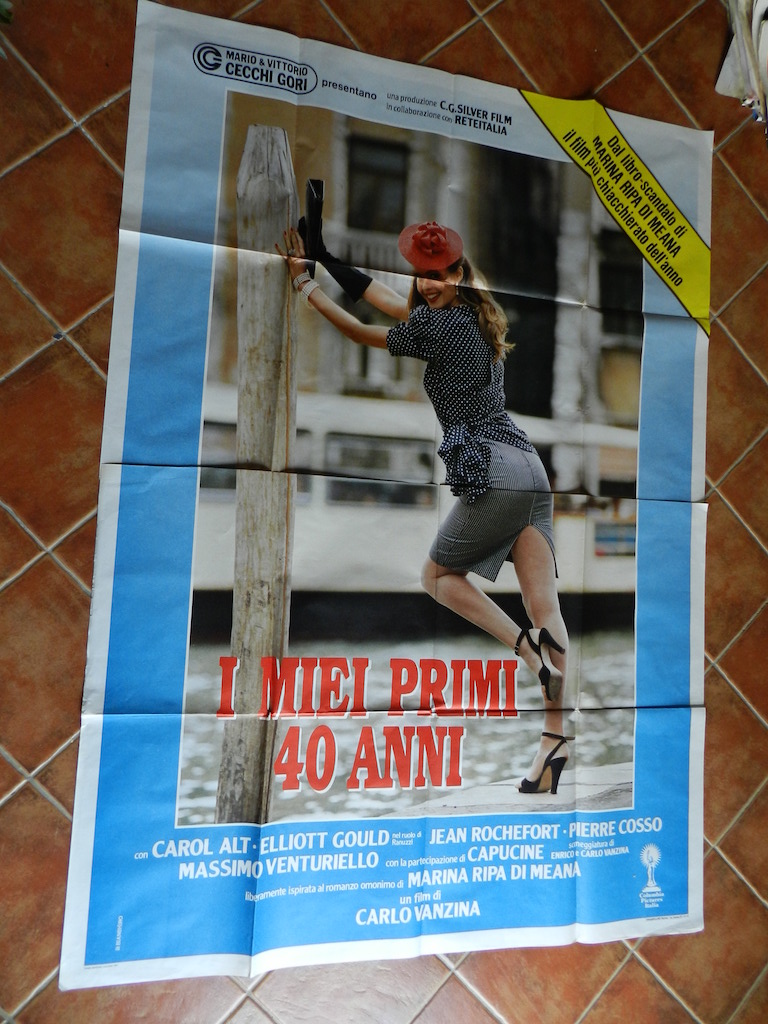 MARIO & VITTORIO
CECCHI GORI
presentano
una produzione C.G. SILVER FILM
in collaborazione con RETEITALIA
Dal libro-scandalo di
MARINA RIPA DI MEANA
il film più chiacchierato dell'anno
I MIEI PRIMI
40 ANNI
con CAROL ALT · ELLIOTT GOULD nel ruolo di Ranuzzi JEAN ROCHEFORT · PIERRE COSSO
MASSIMO VENTURIELLO con la partecipazione di CAPUCINE sceneggiatura di ENRICO e CARLO VANZINA
liberamente ispirata al romanzo omonimo di MARINA RIPA DI MEANA
un film di
CARLO VANZINA
Columbia
Pictures
Italia